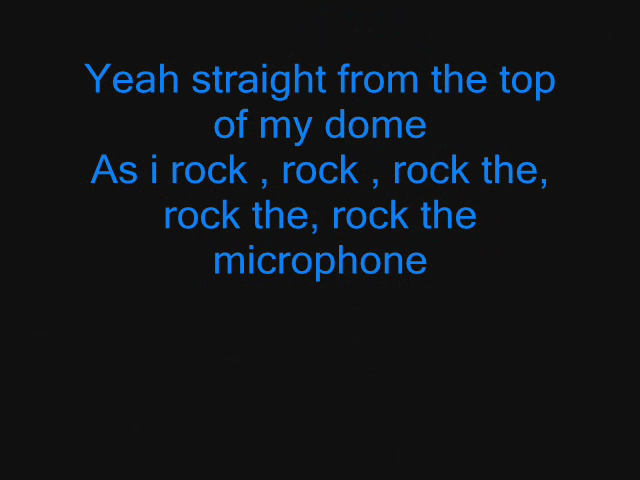 Yeah straight from the top
of my dome
As i rock , rock , rock the,
rock the, rock the
microphone